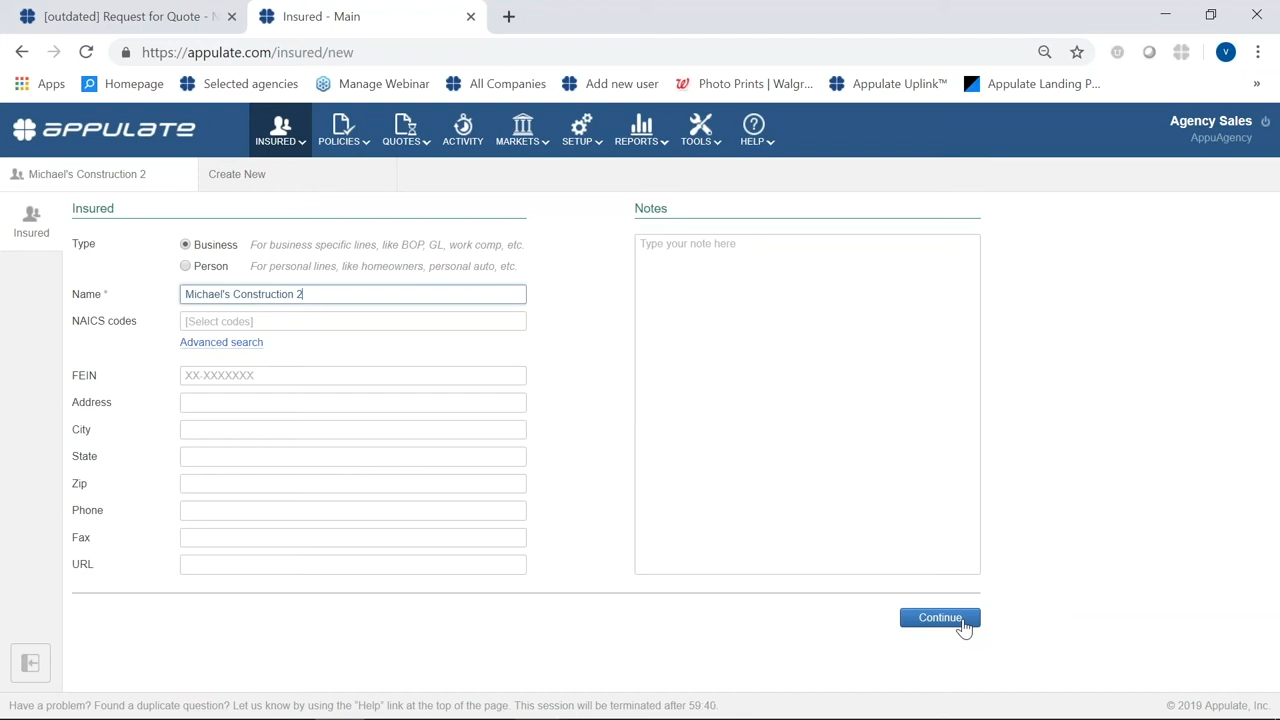 [outdated] Request for Quote - N
Insured - Main
https://appulate.com/insured/new
V
Apps
Homepage
Selected agencies
Manage Webinar
All Companies
Add new user
Photo Prints | Walgr...
Appulate Uplink™
Appulate Landing P...
»
APPULATE
INSURED
POLICIES
QUOTES
ACTIVITY
MARKETS
SETUP
REPORTS
TOOLS
HELP
Agency Sales
AppuAgency
Michael's Construction 2
Create New
Insured
Insured
Notes
Type
Business For business specific lines, like BOP, GL, work comp, etc.
Person For personal lines, like homeowners, personal auto, etc.
Type your note here
Name * Michael's Construction 2
NAICS codes [Select codes]
Advanced search
FEIN XX-XXXXXXX
Address
City
State
Zip
Phone
Fax
URL
Continue
Have a problem? Found a duplicate question? Let us know by using the "Help" link at the top of the page. This session will be terminated after 59:40.
© 2019 Appulate, Inc.